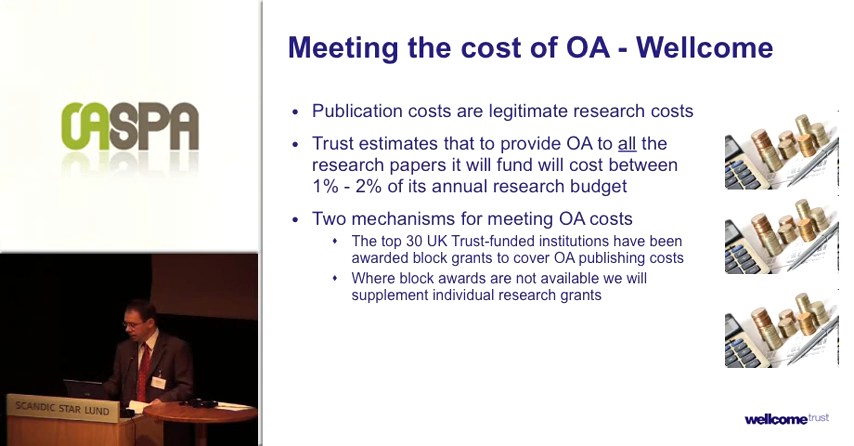 OASPA
SCANDIC STAR LUND
Meeting the cost of OA - Wellcome
• Publication costs are legitimate research costs
• Trust estimates that to provide OA to all the
research papers it will fund will cost between
1% - 2% of its annual research budget
• Two mechanisms for meeting OA costs
♦ The top 30 UK Trust-funded institutions have been
awarded block grants to cover OA publishing costs
♦ Where block awards are not available we will
supplement individual research grants
wellcometrust